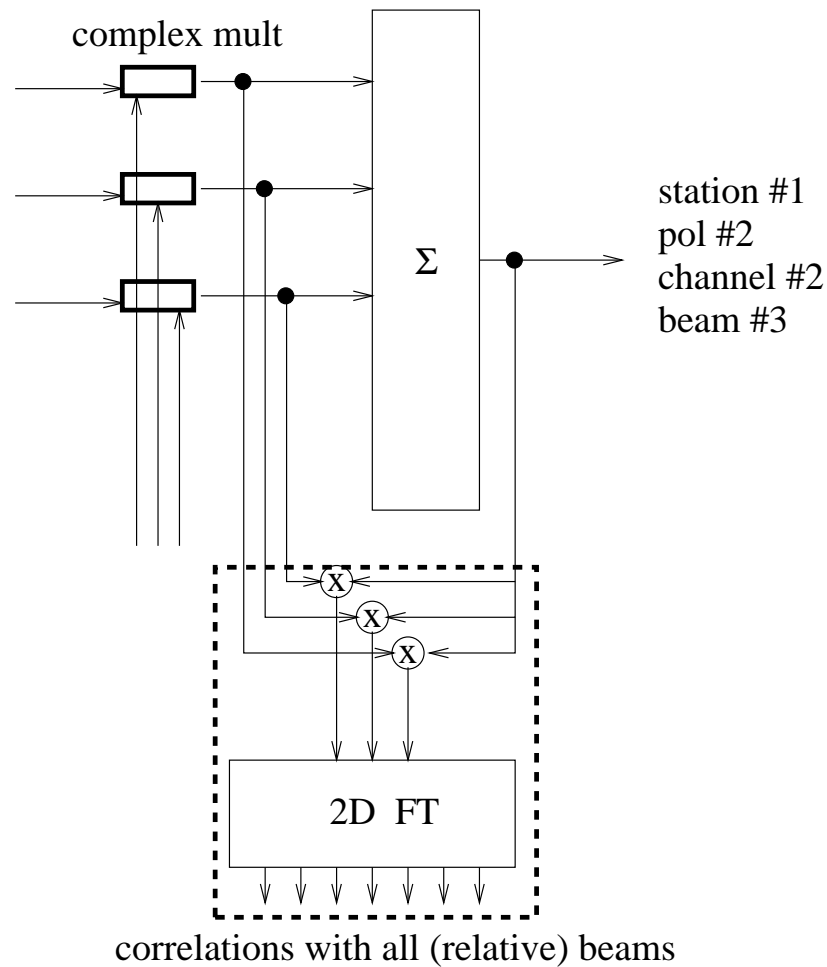 complex mult
station #1
pol #2
Σ
channel #2
beam #3
x
x
x
2D FT
correlations with all (relative) beams